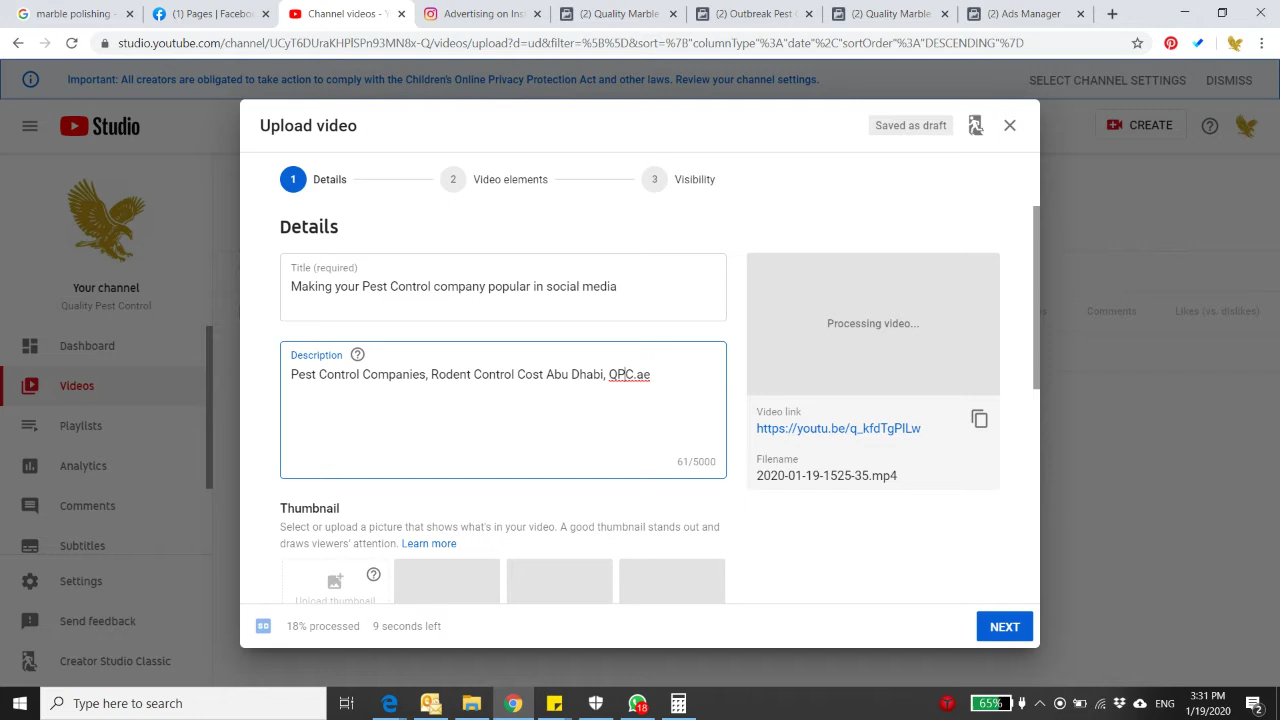 (2) Quality Marble
(2) Outbreak Pest
(2) Quality Marble
(2) Ads Manager
marble polishing
(1) Pages | Facebook
Channel videos - Y
Advertising on Ins
studio.youtube.com/channel/UCyT6DUraKHPISPn93MN8x-Q/videos/upload?d=ud&filter=%5B%5D&sort=%7B"columnType"%3A"date"%2C"sortOrder"%3A"DESCENDING"%7D
Important: All creators are obligated to take action to comply with the Children's Online Privacy Protection Act and other laws. Review your channel settings.
SELECT CHANNEL SETTINGS
DISMISS
Studio
CREATE
Upload video
Saved as draft
1 Details
2 Video elements
3 Visibility
Details
Title (required)
Making your Pest Control company popular in social media
Description
Pest Control Companies, Rodent Control Cost Abu Dhabi, QPC.ae
61/5000
Processing video...
Video link
https://youtu.be/q_kfdTgPlLw
Filename
2020-01-19-1525-35.mp4
Thumbnail
Select or upload a picture that shows what's in your video. A good thumbnail stands out and
draws viewers' attention. Learn more
Upload thumbnail
SD 18% processed 9 seconds left
NEXT
Your channel
Quality Pest Control
Dashboard
Videos
Playlists
Analytics
Comments
Subtitles
Settings
Send feedback
Creator Studio Classic
Comments
Likes (vs. dislikes)
Type here to search
18
65%
ENG
3:31 PM
1/19/2020
2